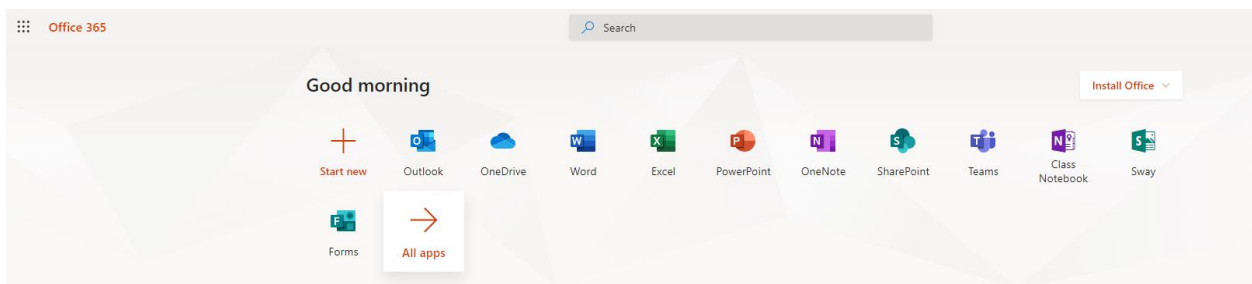 Office 365
Search
Good morning
Install Office
Start new
Outlook
OneDrive
Word
Excel
PowerPoint
OneNote
SharePoint
Teams
Class
Notebook
Sway
Forms
All apps